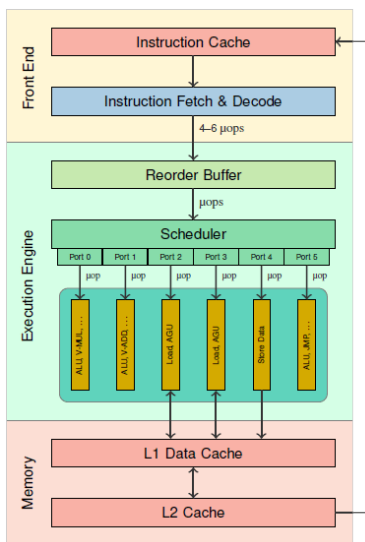 Front End
Instruction Cache
Instruction Fetch & Decode
4–6 μops
Execution Engine
Reorder Buffer
μops
Scheduler
Port 0 Port 1 Port 2 Port 3 Port 4 Port 5
μop μop μop μop μop μop
ALU, V-MUL, ...
ALU, V-ADD, ...
Load, AGU
Load, AGU
Store Data
ALU, JMP, ...
Memory
L1 Data Cache
L2 Cache